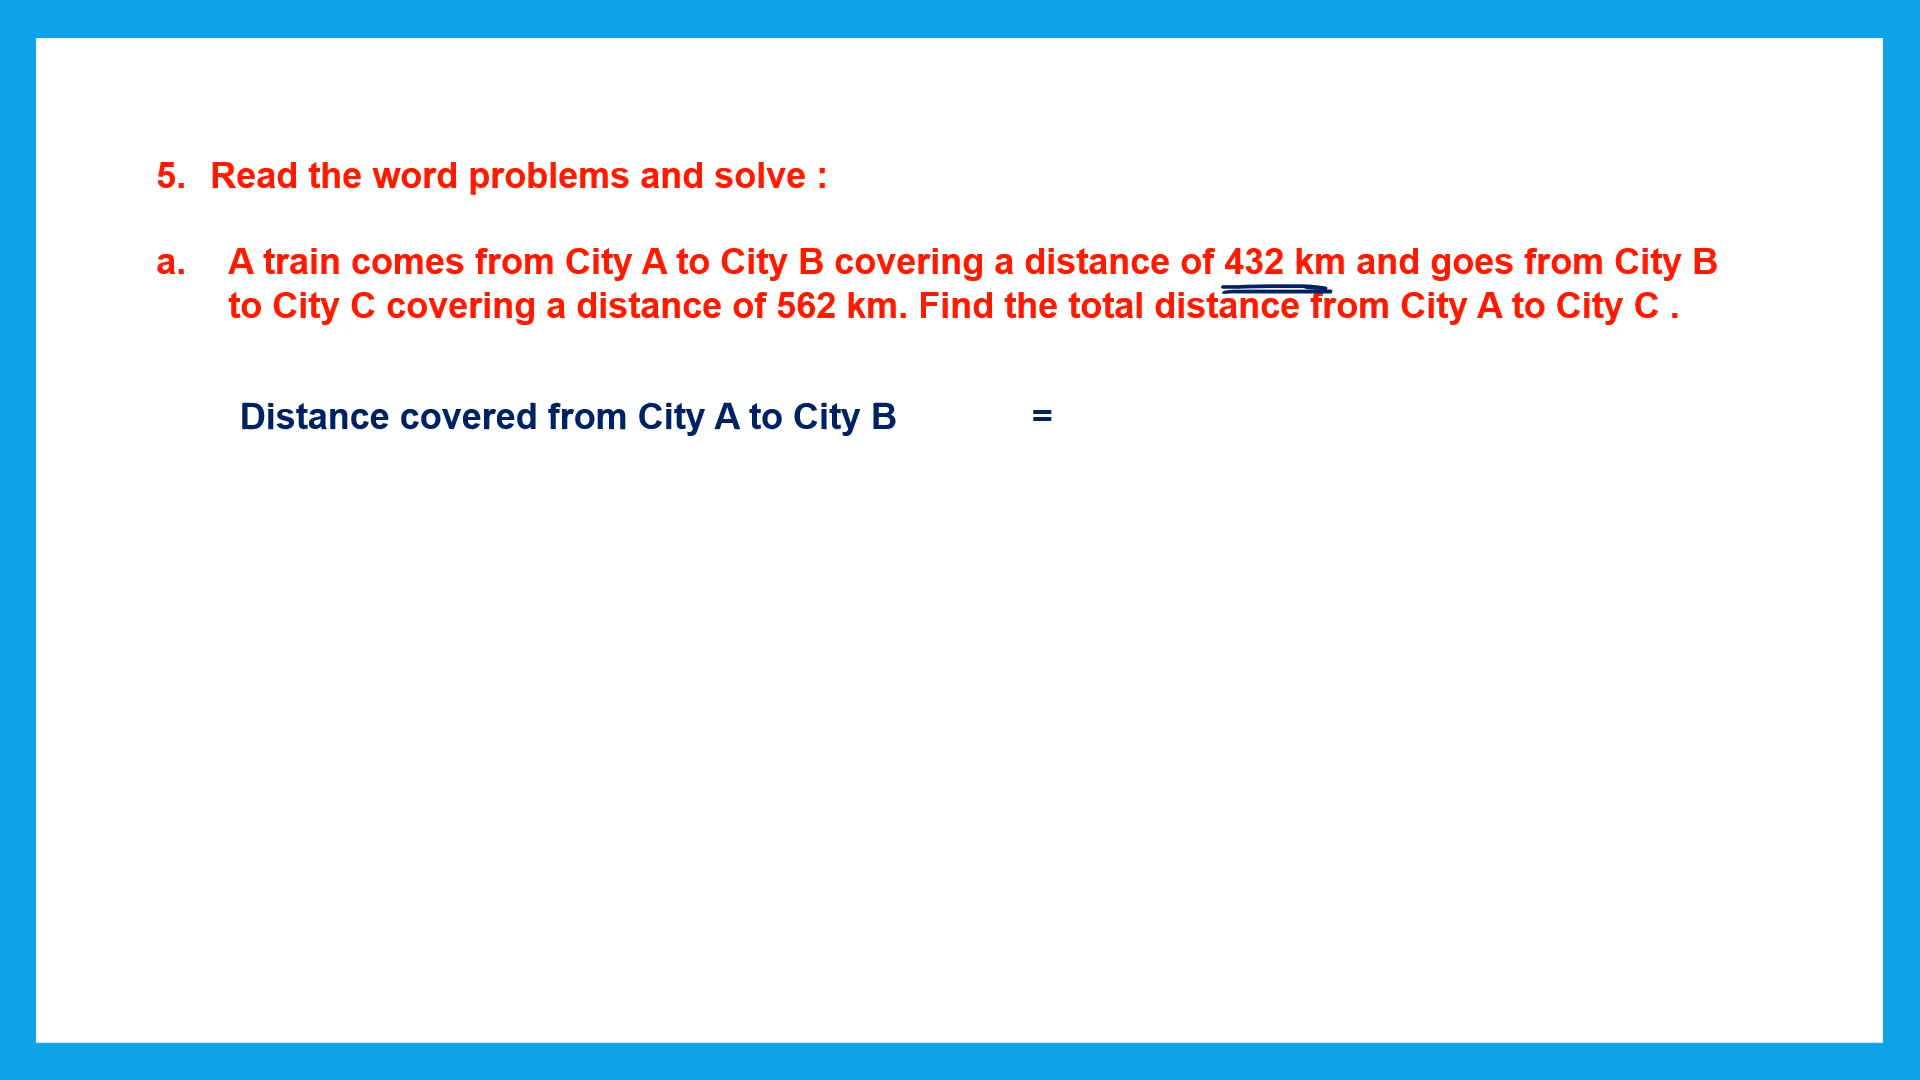 5. Read the word problems and solve :
a. A train comes from City A to City B covering a distance of 432 km and goes from City B
to City C covering a distance of 562 km. Find the total distance from City A to City C .
Distance covered from City A to City B =